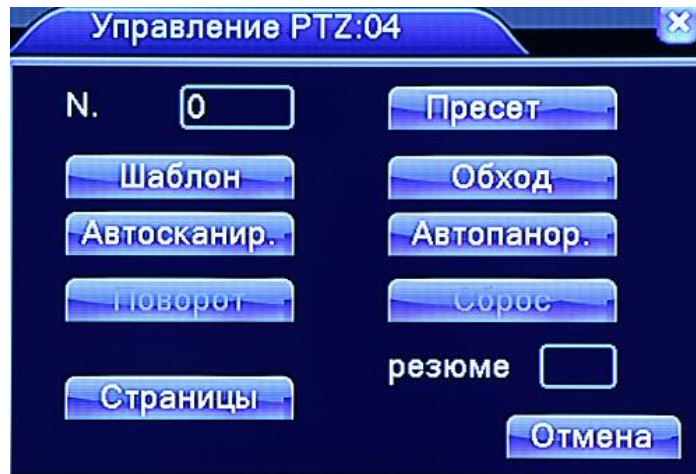 Управление PTZ:04
N. 0 Пресет
Шаблон Обход
Автосканир. Автопанор.
Поворот Сброс
резюме
Страницы
Отмена